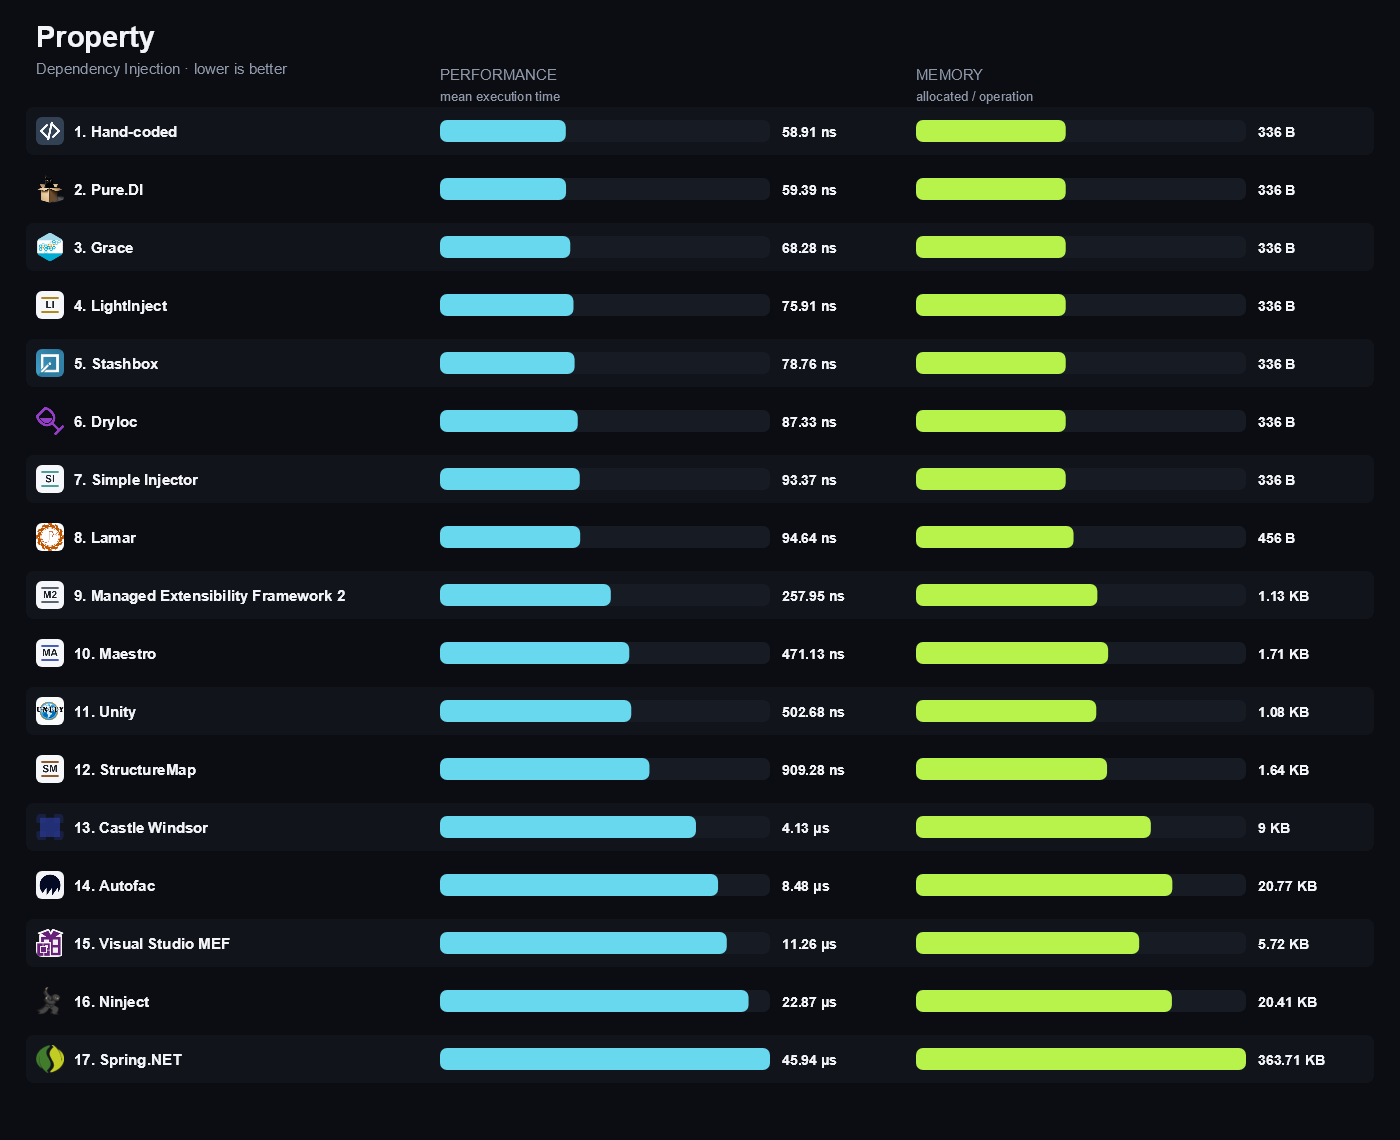 Property
Dependency Injection · lower is better
PERFORMANCE
mean execution time
MEMORY
allocated / operation
1. Hand-coded 58.91 ns 336 B
2. Pure.DI 59.39 ns 336 B
3. Grace 68.28 ns 336 B
LI 4. LightInject 75.91 ns 336 B
5. Stashbox 78.76 ns 336 B
6. DryIoc 87.33 ns 336 B
SI 7. Simple Injector 93.37 ns 336 B
8. Lamar 94.64 ns 456 B
M2 9. Managed Extensibility Framework 2 257.95 ns 1.13 KB
MA 10. Maestro 471.13 ns 1.71 KB
UNITY 11. Unity 502.68 ns 1.08 KB
SM 12. StructureMap 909.28 ns 1.64 KB
13. Castle Windsor 4.13 µs 9 KB
14. Autofac 8.48 µs 20.77 KB
15. Visual Studio MEF 11.26 µs 5.72 KB
16. Ninject 22.87 µs 20.41 KB
17. Spring.NET 45.94 µs 363.71 KB